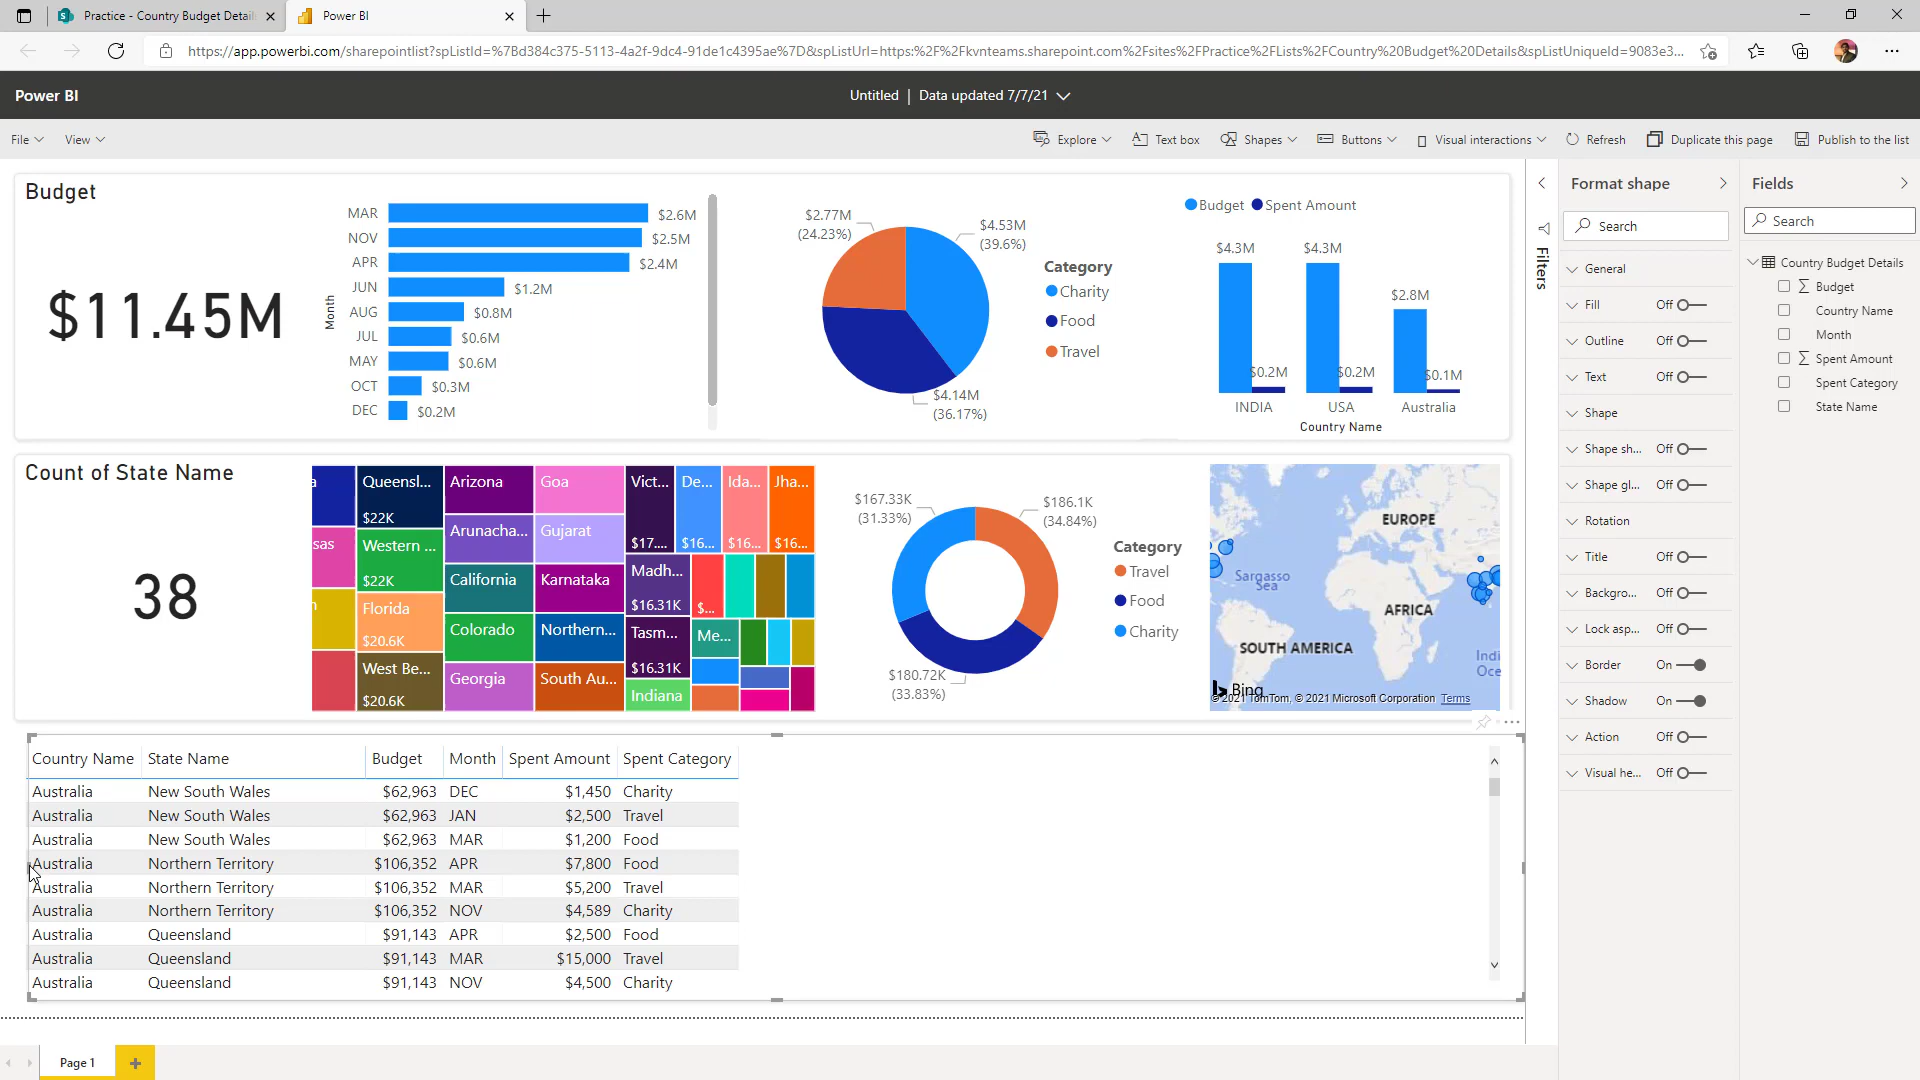 Practice - Country Budget Detail
Power BI
https://app.powerbi.com/sharepointlist?spListId=%7Bd384c375-5113-4a2f-9dc4-91de1c4395ae%7D&spListUrl=https:%2F%2Fkvnteams.sharepoint.com%2Fsites%2FPractice%2FLists%2FCountry%20Budget%20Details&spListUniqueId=9083e3...
Power BI
Untitled | Data updated 7/7/21
File
View
Explore
Text box
Shapes
Buttons
Visual interactions
Refresh
Duplicate this page
Publish to the list
Budget
$11.45M
Month
MAR $2.6M
NOV $2.5M
APR $2.4M
JUN $1.2M
AUG $0.8M
JUL $0.6M
MAY $0.6M
OCT $0.3M
DEC $0.2M
$2.77M
(24.23%)
$4.53M
(39.6%)
$4.14M
(36.17%)
Category
Charity
Food
Travel
Budget Spent Amount
$4.3M $4.3M
$2.8M
$0.2M $0.2M $0.1M
INDIA USA Australia
Country Name
Count of State Name
38
a
sas
Queensl...
$22K
Western ...
$22K
Florida
$20.6K
West Be...
$20.6K
Arizona
Arunacha...
California
Colorado
Georgia
Goa
Gujarat
Karnataka
Northern...
South Au...
Vict...
$17....
De...
$16...
Ida...
$16...
Jha...
$16...
Madh...
$16.31K
$...
Tasm...
$16.31K
Me...
Indiana
$167.33K
(31.33%)
$186.1K
(34.84%)
$180.72K
(33.83%)
Category
Travel
Food
Charity
EUROPE
Sargasso
Sea
AFRICA
SOUTH AMERICA
Indi
Oce
Bing
© 2021 TomTom, © 2021 Microsoft Corporation Terms
Country Name State Name Budget Month Spent Amount Spent Category
Australia New South Wales $62,963 DEC $1,450 Charity
Australia New South Wales $62,963 JAN $2,500 Travel
Australia New South Wales $62,963 MAR $1,200 Food
Australia Northern Territory $106,352 APR $7,800 Food
Australia Northern Territory $106,352 MAR $5,200 Travel
Australia Northern Territory $106,352 NOV $4,589 Charity
Australia Queensland $91,143 APR $2,500 Food
Australia Queensland $91,143 MAR $15,000 Travel
Australia Queensland $91,143 NOV $4,500 Charity
Page 1
Filters
Format shape
Search
General
Fill Off
Outline Off
Text Off
Shape
Shape sh... Off
Shape gl... Off
Rotation
Title Off
Backgro... Off
Lock asp... Off
Border On
Shadow On
Action Off
Visual he... Off
Fields
Search
Country Budget Details
Budget
Country Name
Month
Spent Amount
Spent Category
State Name